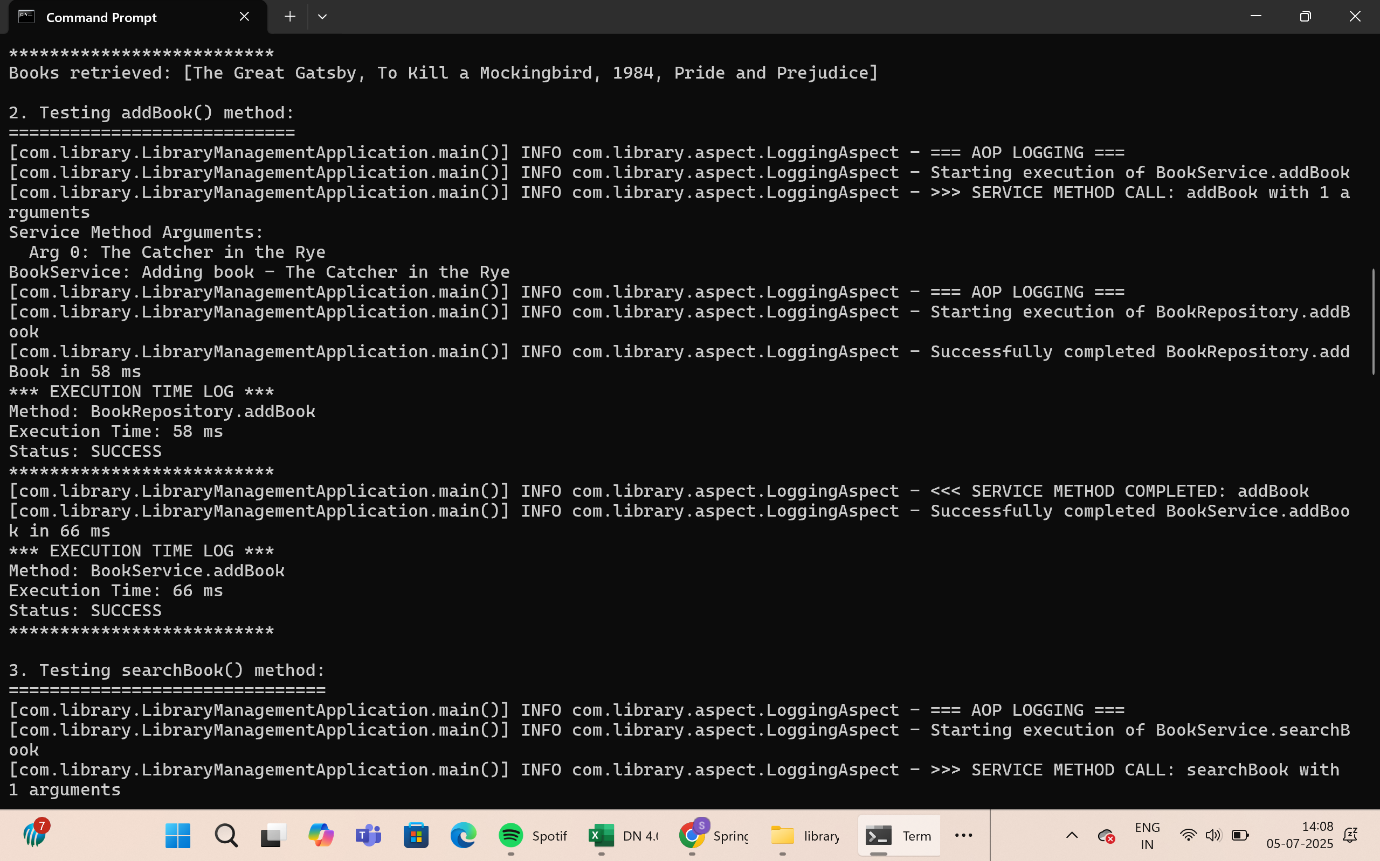 Command Prompt
**************************
Books retrieved: [The Great Gatsby, To Kill a Mockingbird, 1984, Pride and Prejudice]
2. Testing addBook() method:
============================
[com.library.LibraryManagementApplication.main()] INFO com.library.aspect.LoggingAspect - === AOP LOGGING ===
[com.library.LibraryManagementApplication.main()] INFO com.library.aspect.LoggingAspect - Starting execution of BookService.addBook
[com.library.LibraryManagementApplication.main()] INFO com.library.aspect.LoggingAspect - >>> SERVICE METHOD CALL: addBook with 1 a
rguments
Service Method Arguments:
  Arg 0: The Catcher in the Rye
BookService: Adding book - The Catcher in the Rye
[com.library.LibraryManagementApplication.main()] INFO com.library.aspect.LoggingAspect - === AOP LOGGING ===
[com.library.LibraryManagementApplication.main()] INFO com.library.aspect.LoggingAspect - Starting execution of BookRepository.addB
ook
[com.library.LibraryManagementApplication.main()] INFO com.library.aspect.LoggingAspect - Successfully completed BookRepository.add
Book in 58 ms
*** EXECUTION TIME LOG ***
Method: BookRepository.addBook
Execution Time: 58 ms
Status: SUCCESS
**************************
[com.library.LibraryManagementApplication.main()] INFO com.library.aspect.LoggingAspect - <<< SERVICE METHOD COMPLETED: addBook
[com.library.LibraryManagementApplication.main()] INFO com.library.aspect.LoggingAspect - Successfully completed BookService.addBoo
k in 66 ms
*** EXECUTION TIME LOG ***
Method: BookService.addBook
Execution Time: 66 ms
Status: SUCCESS
**************************
3. Testing searchBook() method:
===============================
[com.library.LibraryManagementApplication.main()] INFO com.library.aspect.LoggingAspect - === AOP LOGGING ===
[com.library.LibraryManagementApplication.main()] INFO com.library.aspect.LoggingAspect - Starting execution of BookService.searchB
ook
[com.library.LibraryManagementApplication.main()] INFO com.library.aspect.LoggingAspect - >>> SERVICE METHOD CALL: searchBook with
1 arguments
7
Spotif
DN 4.(
S
Spring
library
Term
ENG
IN
14:08
05-07-2025